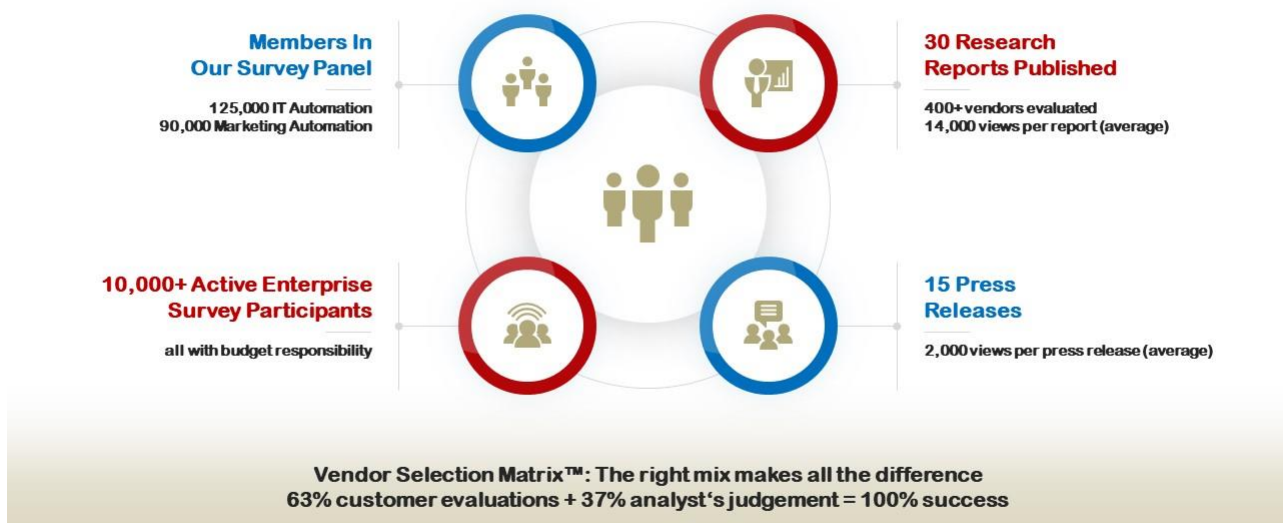 Members In
Our Survey Panel
125,000 IT Automation
90,000 Marketing Automation
30 Research
Reports Published
400+ vendors evaluated
14,000 views per report (average)
10,000+ Active Enterprise
Survey Participants
all with budget responsibility
15 Press
Releases
2,000 views per press release (average)
Vendor Selection Matrix™: The right mix makes all the difference
63% customer evaluations + 37% analyst‘s judgement = 100% success